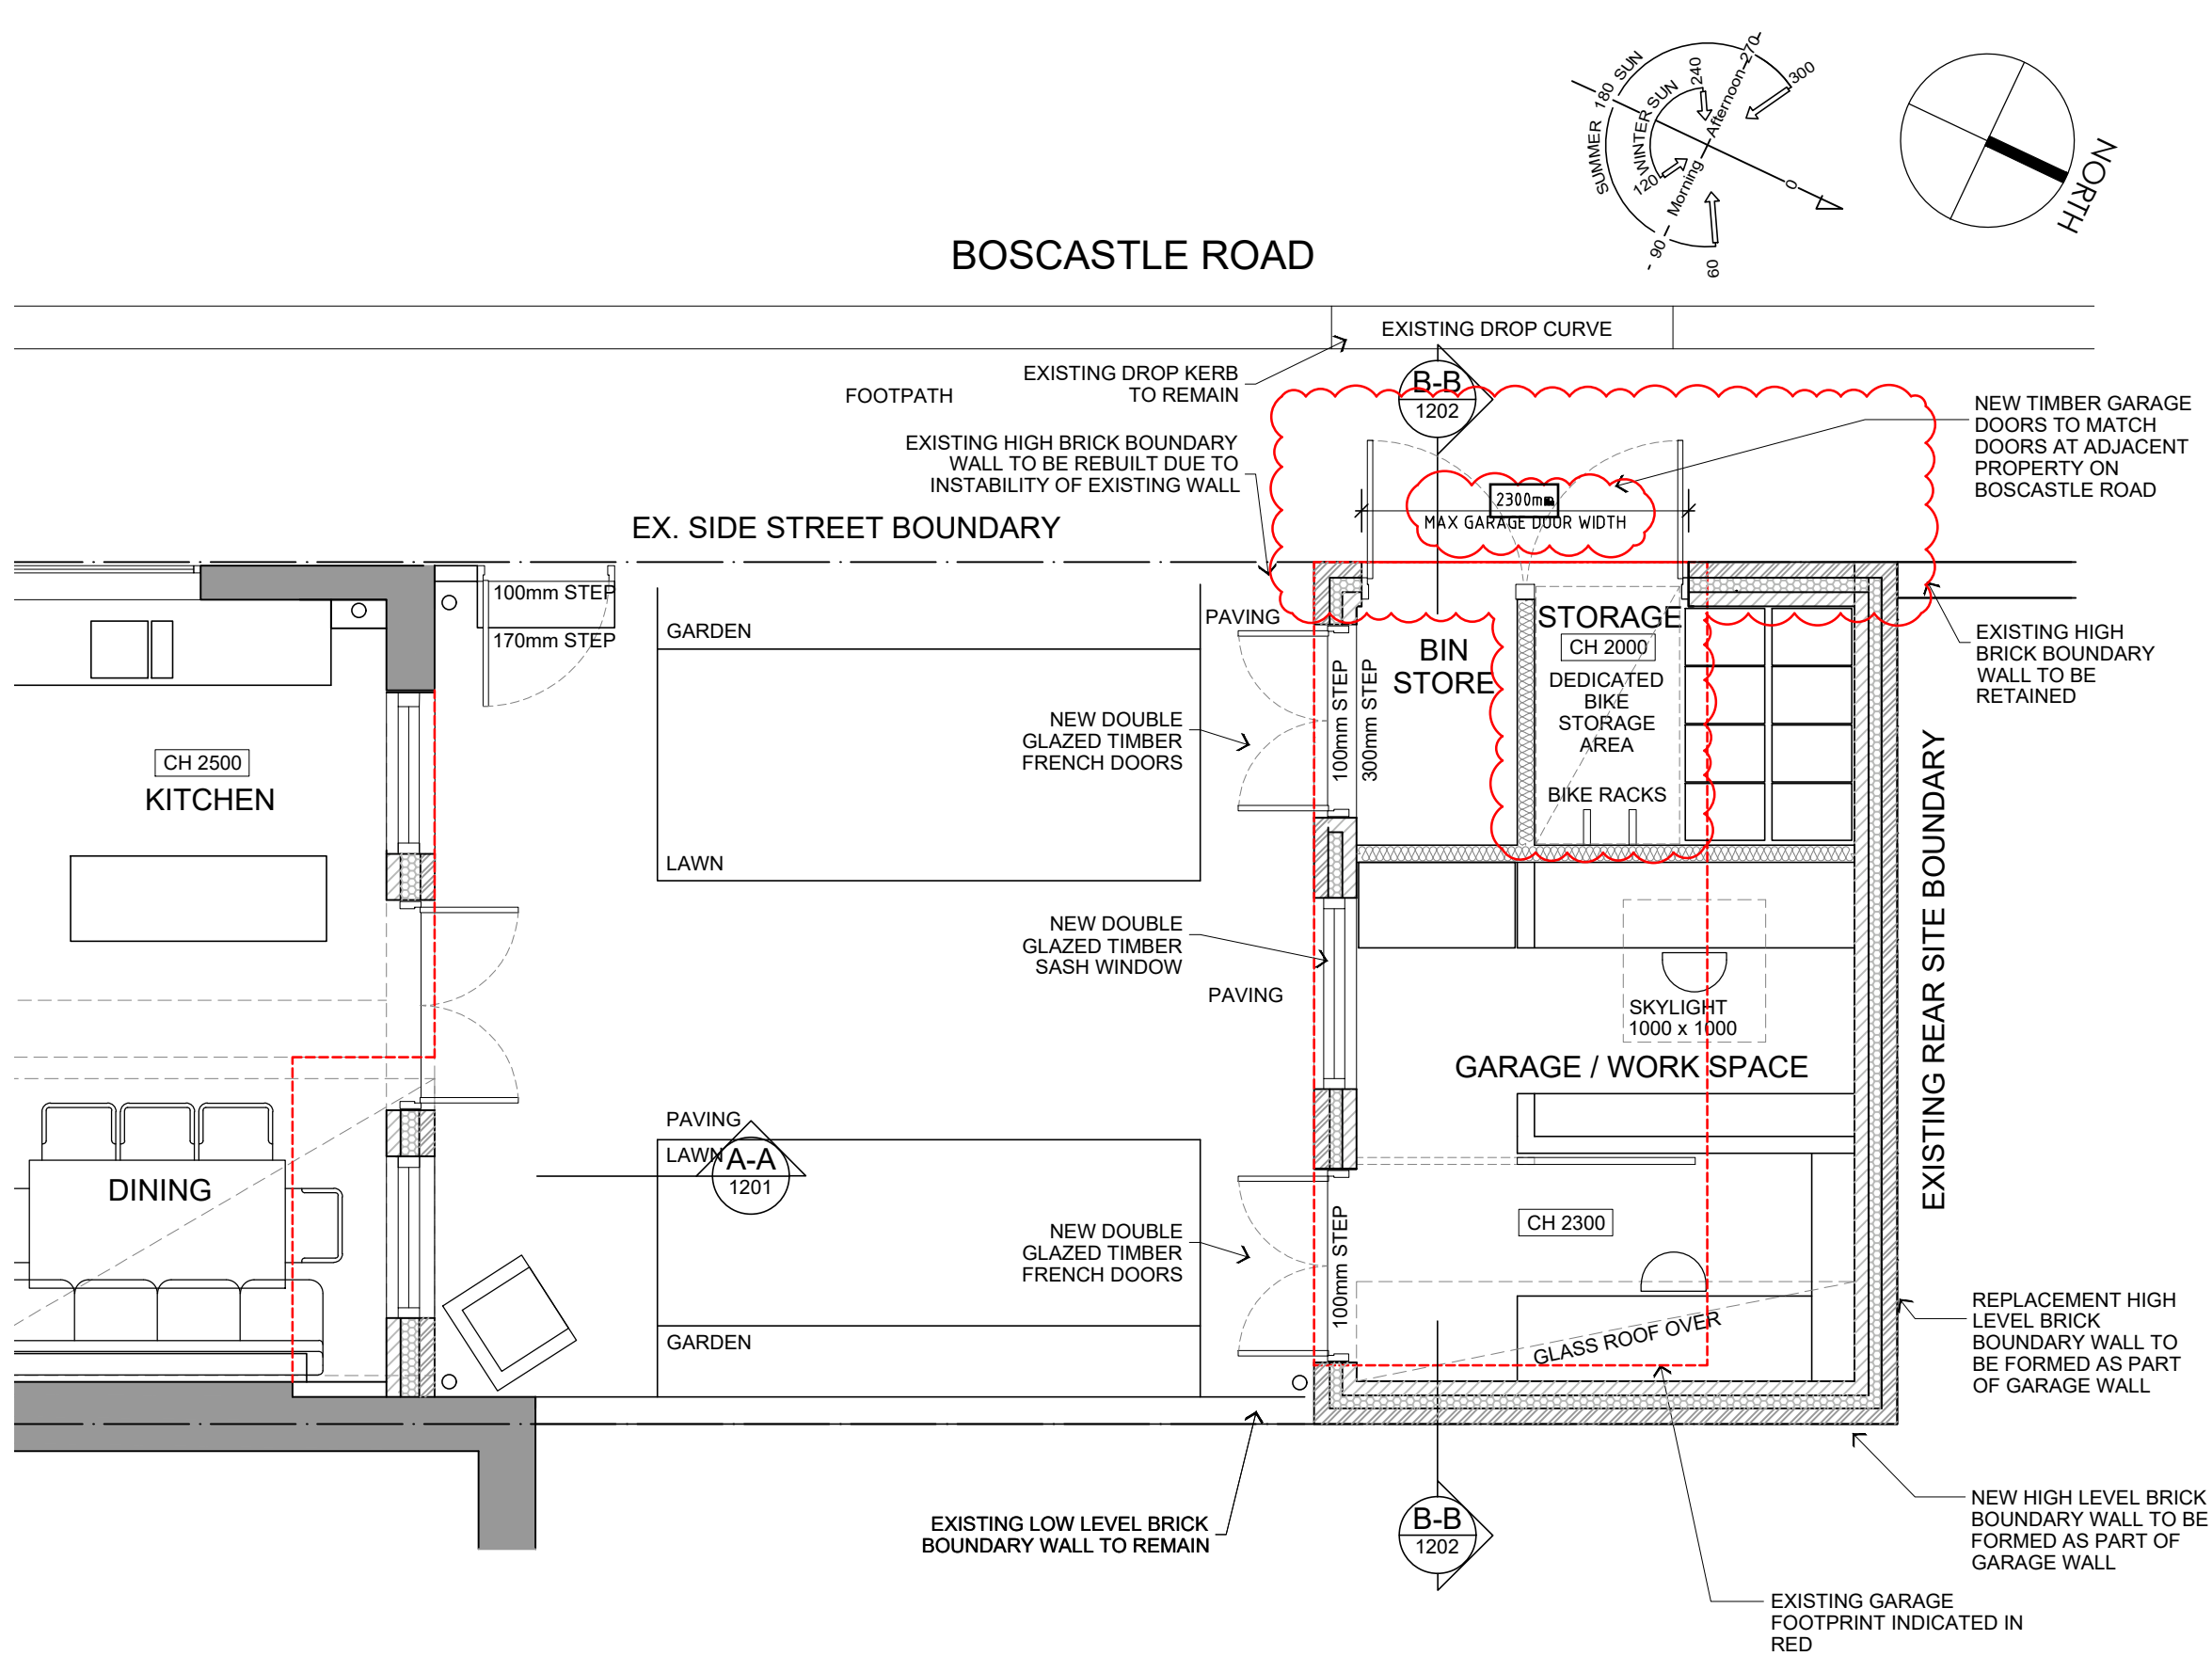 SUMMER 180 SUN
WINTER SUN
240
Afternoon
270
300
120
Morning
90
60
0
NORTH
BOSCASTLE ROAD
EXISTING DROP CURVE
EXISTING DROP KERB
TO REMAIN
FOOTPATH
B-B
1202
NEW TIMBER GARAGE
DOORS TO MATCH
DOORS AT ADJACENT
PROPERTY ON
BOSCASTLE ROAD
EXISTING HIGH BRICK BOUNDARY
WALL TO BE REBUILT DUE TO
INSTABILITY OF EXISTING WALL
2300mm
MAX GARAGE DOOR WIDTH
EX. SIDE STREET BOUNDARY
100mm STEP
170mm STEP
GARDEN
PAVING
STORAGE
CH 2000
DEDICATED
BIKE
STORAGE
AREA
BIKE RACKS
BIN
STORE
100mm STEP
300mm STEP
EXISTING HIGH
BRICK BOUNDARY
WALL TO BE
RETAINED
NEW DOUBLE
GLAZED TIMBER
FRENCH DOORS
CH 2500
KITCHEN
LAWN
EXISTING REAR SITE BOUNDARY
NEW DOUBLE
GLAZED TIMBER
SASH WINDOW
PAVING
SKYLIGHT
1000 x 1000
GARAGE / WORK SPACE
PAVING
LAWN
A-A
1201
DINING
CH 2300
NEW DOUBLE
GLAZED TIMBER
FRENCH DOORS
100mm STEP
GLASS ROOF OVER
GARDEN
REPLACEMENT HIGH
LEVEL BRICK
BOUNDARY WALL TO
BE FORMED AS PART
OF GARAGE WALL
EXISTING LOW LEVEL BRICK
BOUNDARY WALL TO REMAIN
B-B
1202
NEW HIGH LEVEL BRICK
BOUNDARY WALL TO BE
FORMED AS PART OF
GARAGE WALL
EXISTING GARAGE
FOOTPRINT INDICATED IN
RED